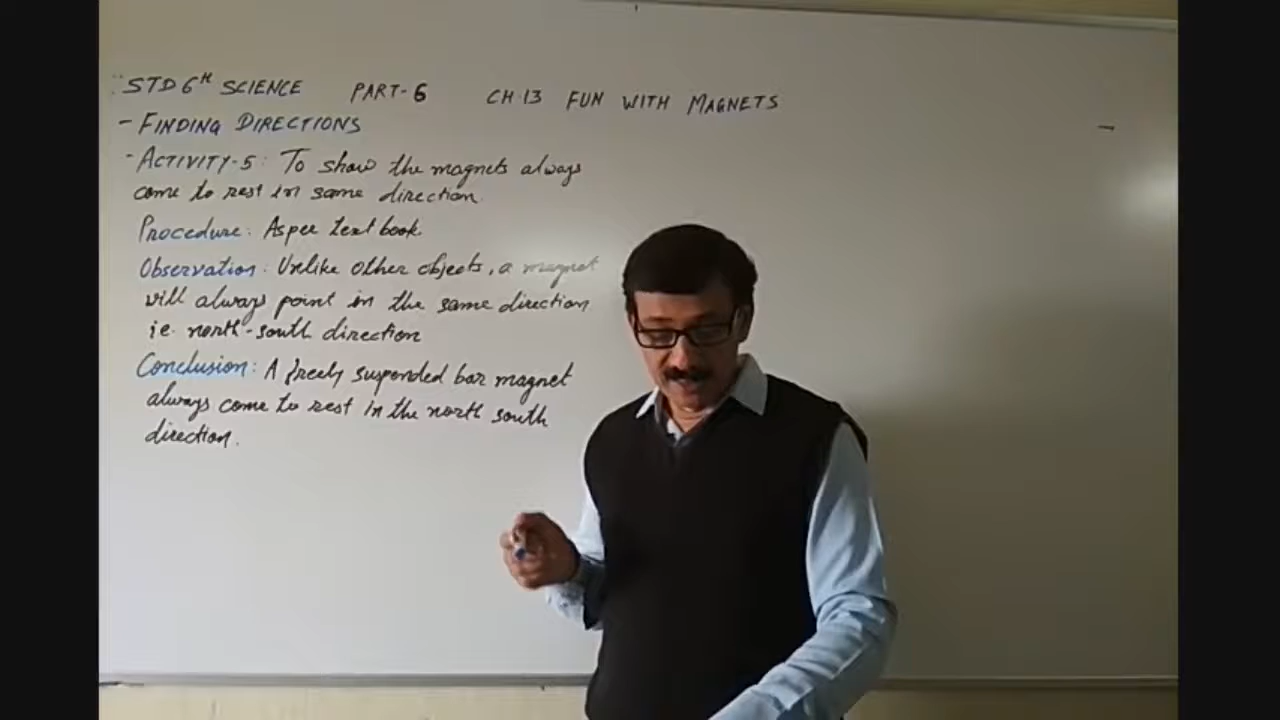 STD 6TH SCIENCE PART-6 CH 13 FUN WITH MAGNETS
- FINDING DIRECTIONS
- ACTIVITY-5: To show the magnets always
come to rest in same direction.
Procedure: As per text book
Observation: Unlike other objects, a magnet
will always point in the same direction
i.e. north-south direction
Conclusion: A freely suspended bar magnet
always come to rest in the north south
direction.